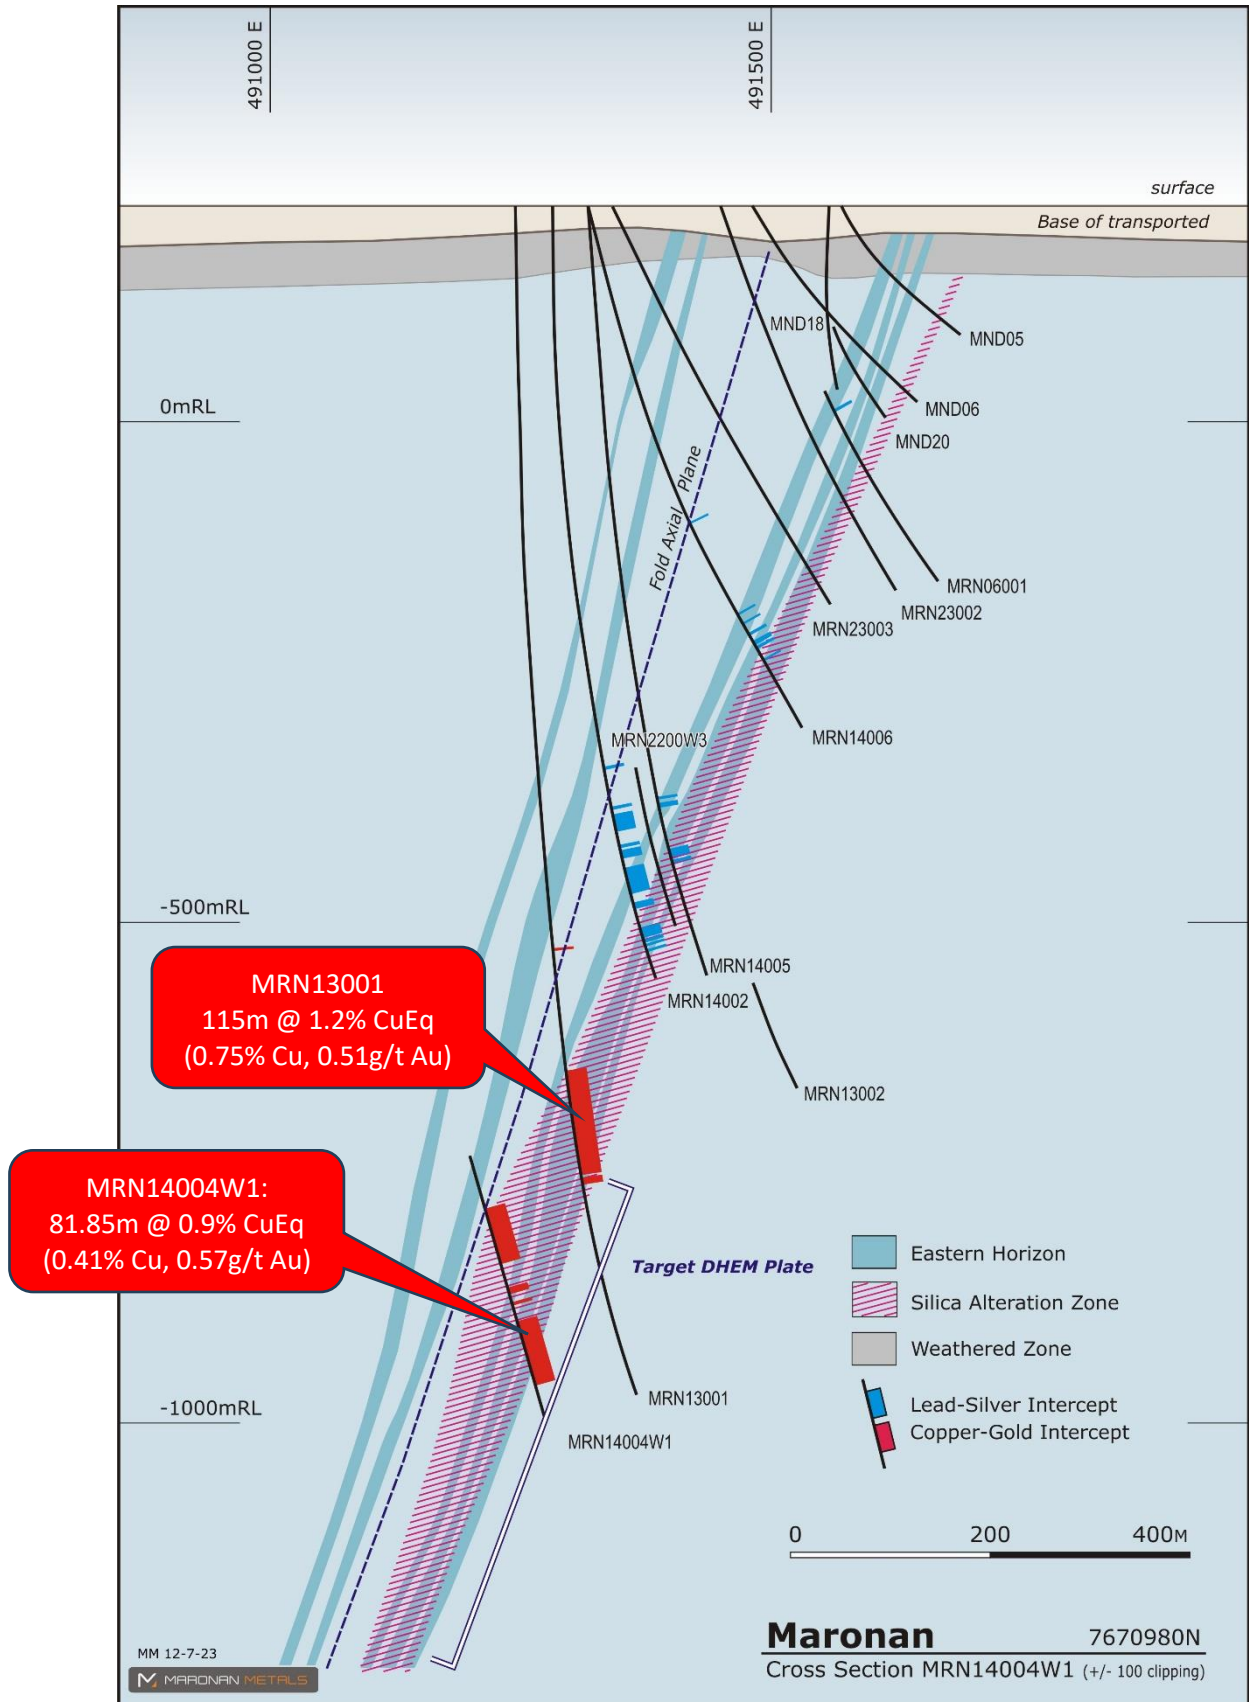 491000 E
491500 E
surface
Base of transported
MND18
MND05
0mRL
MND06
MND20
Fold Axial Plane
MRN06001
MRN23002
MRN23003
MRN14006
MRN2200W3
-500mRL
MRN14005
MRN14002
MRN13001
115m @ 1.2% CuEq
(0.75% Cu, 0.51g/t Au)
MRN13002
MRN14004W1:
81.85m @ 0.9% CuEq
(0.41% Cu, 0.57g/t Au)
Target DHEM Plate
Eastern Horizon
Silica Alteration Zone
Weathered Zone
Lead-Silver Intercept
Copper-Gold Intercept
MRN13001
-1000mRL
MRN14004W1
0 200 400M
Maronan 7670980N
Cross Section MRN14004W1 (+/- 100 clipping)
MM 12-7-23
MARONAN METALS